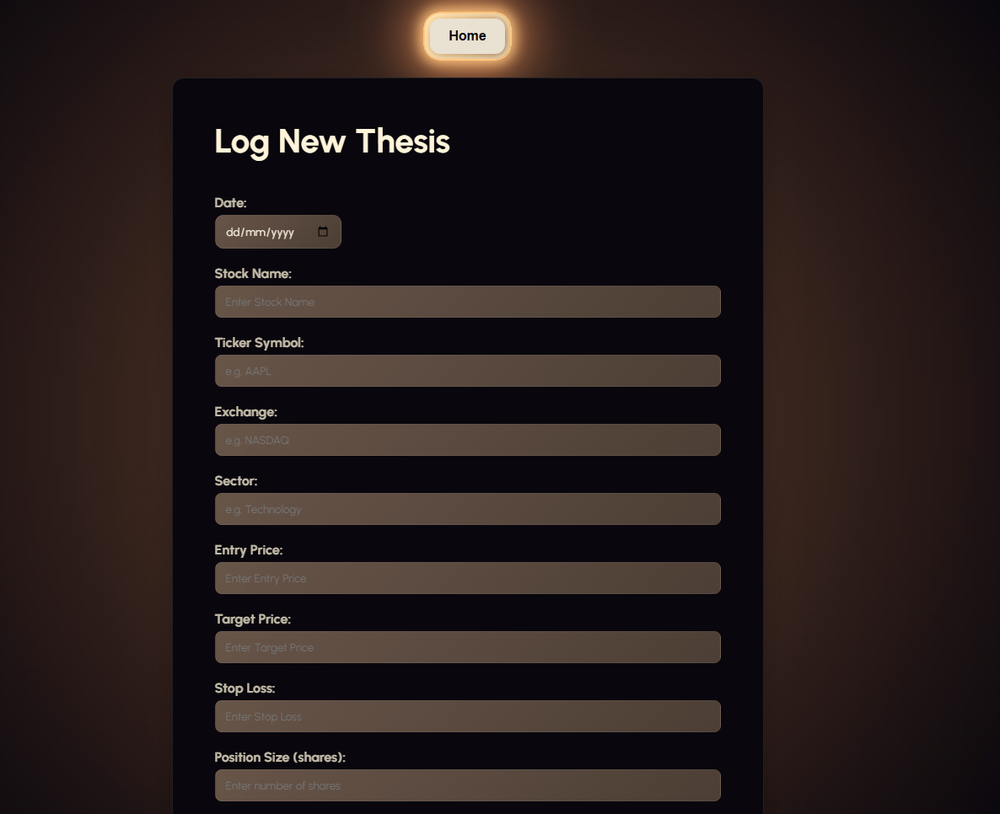 Home
Log New Thesis
Date:
dd/mm/yyyy
Stock Name:
Enter Stock Name
Ticker Symbol:
e.g. AAPL
Exchange:
e.g. NASDAQ
Sector:
e.g. Technology
Entry Price:
Enter Entry Price
Target Price:
Enter Target Price
Stop Loss:
Enter Stop Loss
Position Size (shares):
Enter number of shares